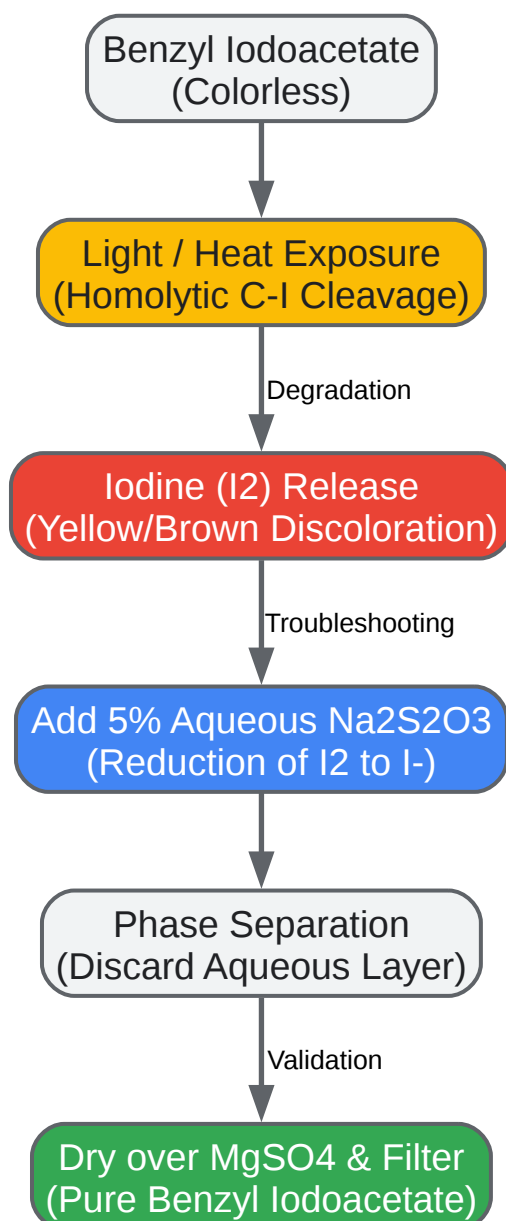 Benzyl Iodoacetate
(Colorless)
Light / Heat Exposure
(Homolytic C-I Cleavage)
Degradation
Iodine (I2) Release
(Yellow/Brown Discoloration)
Troubleshooting
Add 5% Aqueous Na2S2O3
(Reduction of I2 to I-)
Phase Separation
(Discard Aqueous Layer)
Validation
Dry over MgSO4 & Filter
(Pure Benzyl Iodoacetate)